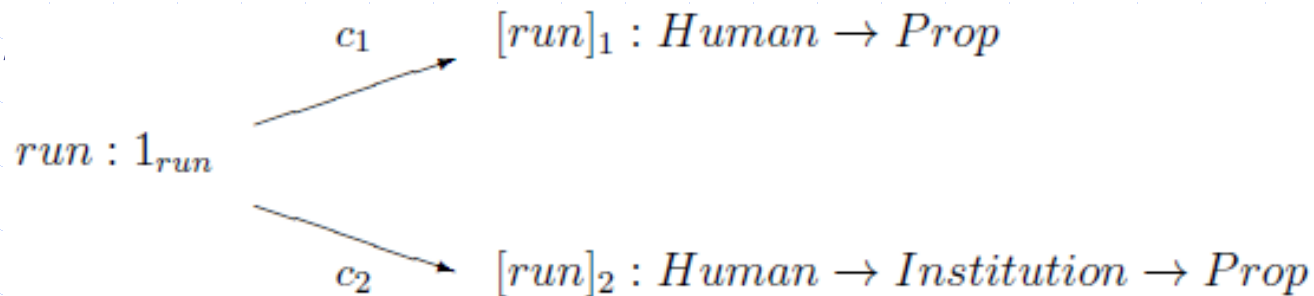 c₁
[run]₁ : Human → Prop
run : 1ᵣᵤₙ
c₂
[run]₂ : Human → Institution → Prop